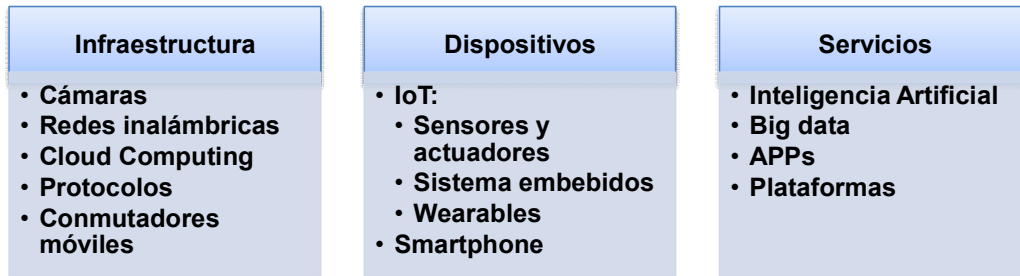 Infraestructura
• Cámaras
• Redes inalámbricas
• Cloud Computing
• Protocolos
• Conmutadores
móviles
Dispositivos
• IoT:
• Sensores y
actuadores
• Sistema embebidos
• Wearables
• Smartphone
Servicios
• Inteligencia Artificial
• Big data
• APPs
• Plataformas